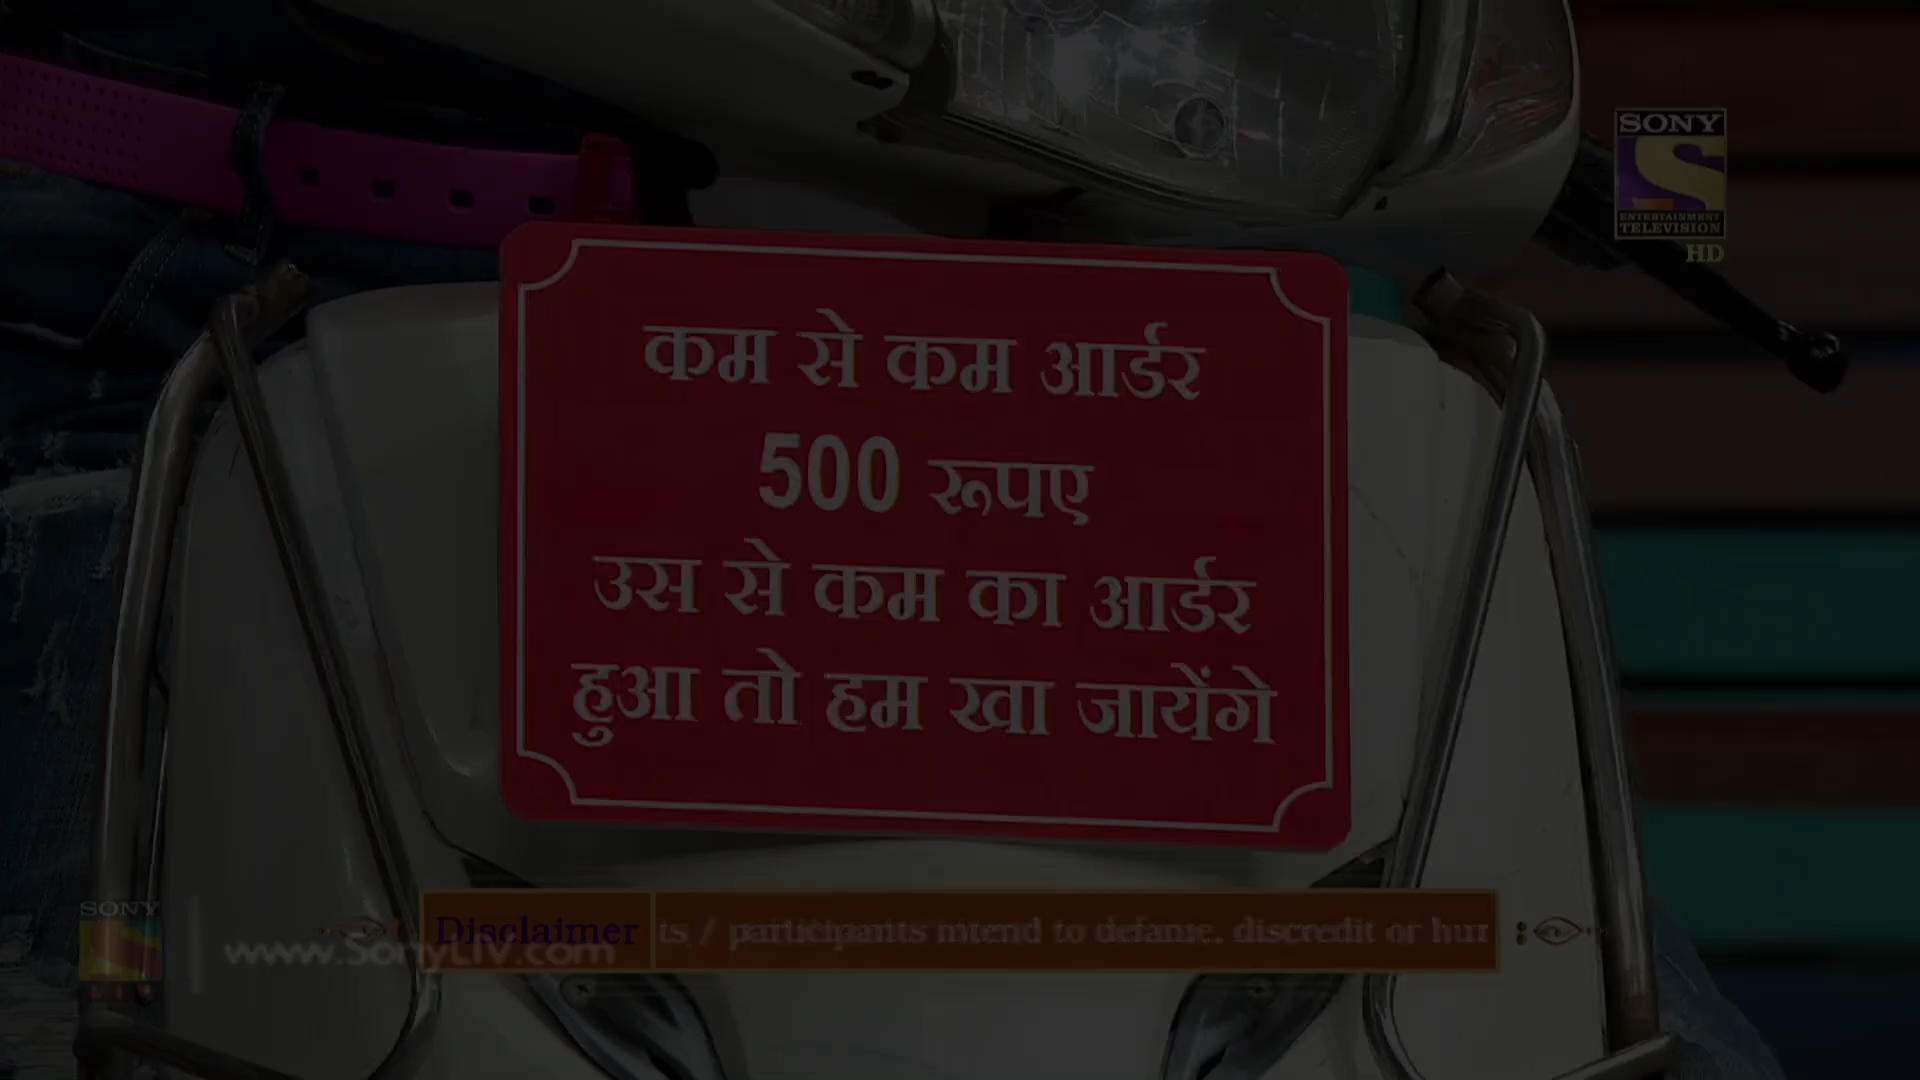 SONY
ENTERTAINMENT
TELEVISION
HD
कम से कम आर्डर
500 रूपए
उस से कम का आर्डर
हुआ तो हम खा जायेंगे
SONY
LIV
www.SonyLIV.com
Disclaimer ts / participants intend to defame, discredit or hur